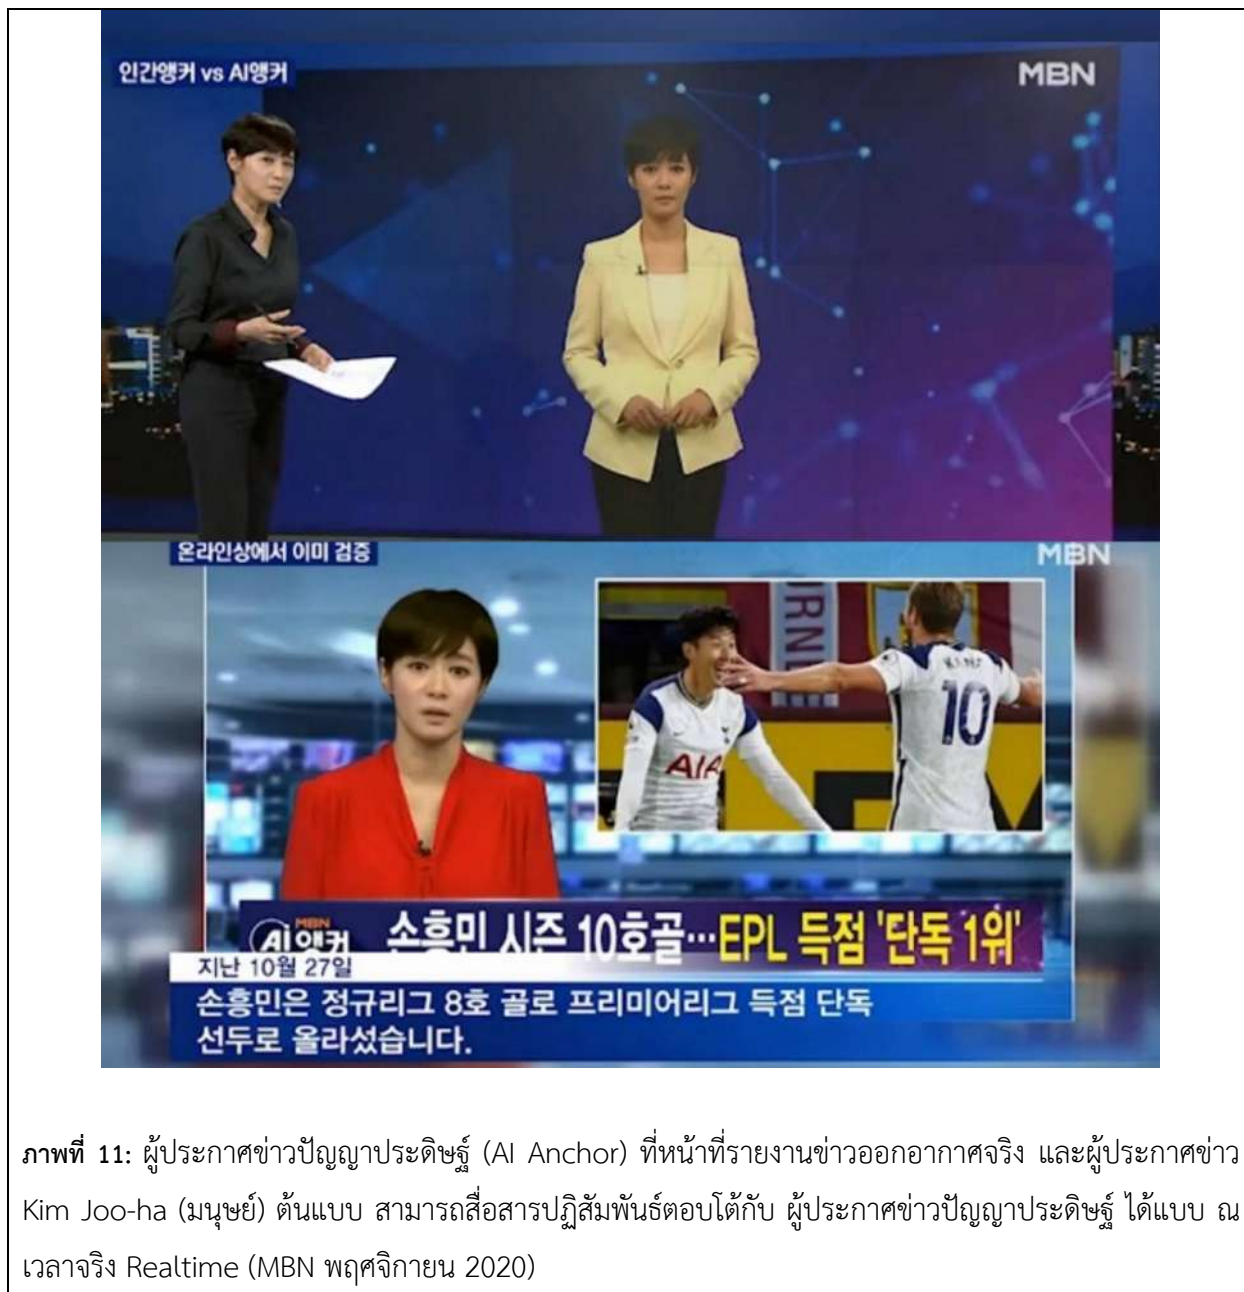 인간앵커 vs AI앵커
MBN
온라인상에서 이미 검증
MBN
URNL
KANE
10
AIA
MBN
AI앵커
손흥민 시즌 10호골…EPL 득점 '단독 1위'
지난 10월 27일
손흥민은 정규리그 8호 골로 프리미어리그 득점 단독
선두로 올라섰습니다.
ภาพที่ 11: ผู้ประกาศข่าวปัญญาประดิษฐ์ (AI Anchor) ที่หน้าที่รายงานข่าวออกอากาศจริง และผู้ประกาศข่าว
Kim Joo-ha (มนุษย์) ต้นแบบ สามารถสื่อสารปฏิสัมพันธ์ตอบโต้กับ ผู้ประกาศข่าวปัญญาประดิษฐ์ ได้แบบ ณ
เวลาจริง Realtime (MBN พฤศจิกายน 2020)